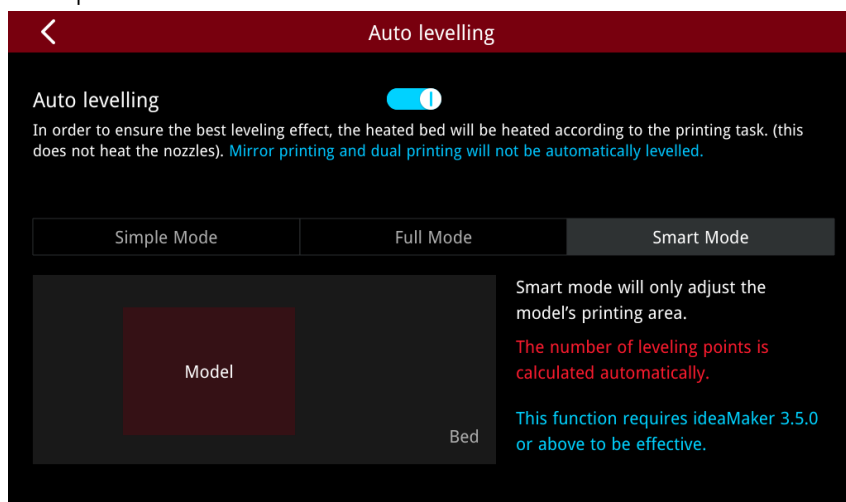 Auto levelling
Auto levelling
In order to ensure the best leveling effect, the heated bed will be heated according to the printing task. (this
does not heat the nozzles). Mirror printing and dual printing will not be automatically levelled.
Simple Mode
Full Mode
Smart Mode
Model
Bed
Smart mode will only adjust the
model's printing area.
The number of leveling points is
calculated automatically.
This function requires ideaMaker 3.5.0
or above to be effective.